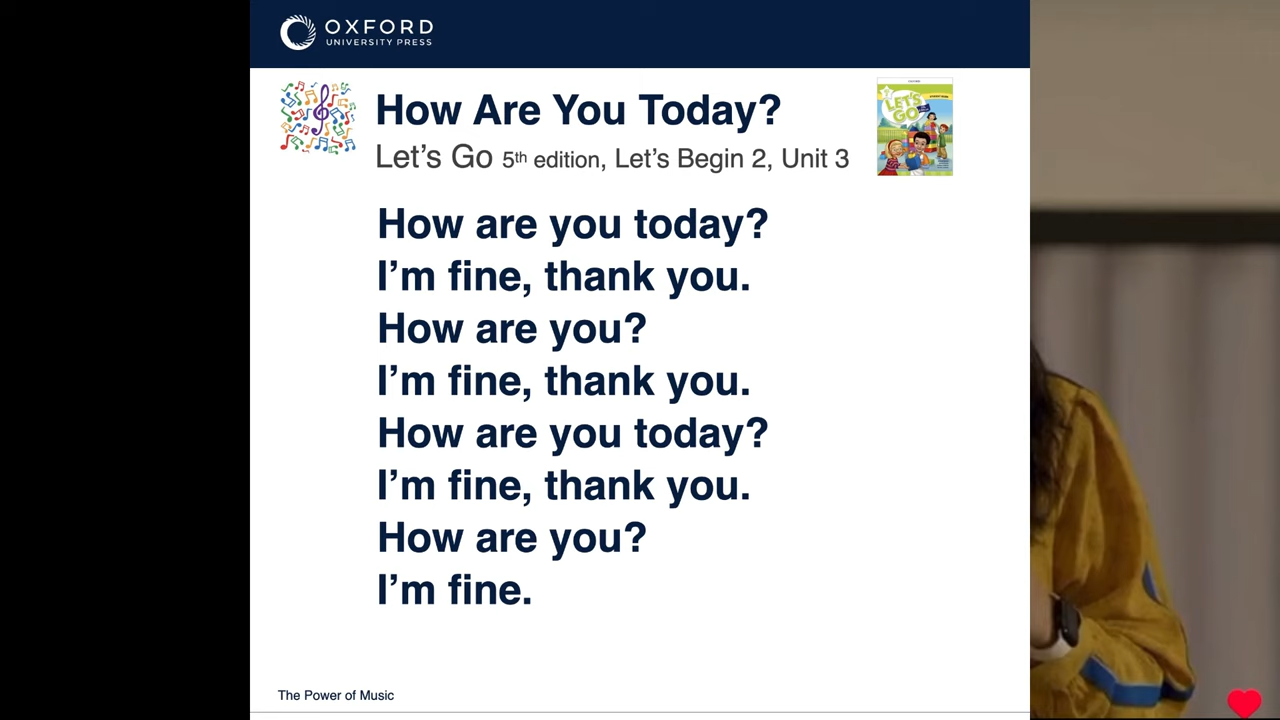 OXFORD
UNIVERSITY PRESS
How Are You Today?
Let's Go 5th edition, Let's Begin 2, Unit 3
LET'S
GO
How are you today?
I'm fine, thank you.
How are you?
I'm fine, thank you.
How are you today?
I'm fine, thank you.
How are you?
I'm fine.
The Power of Music